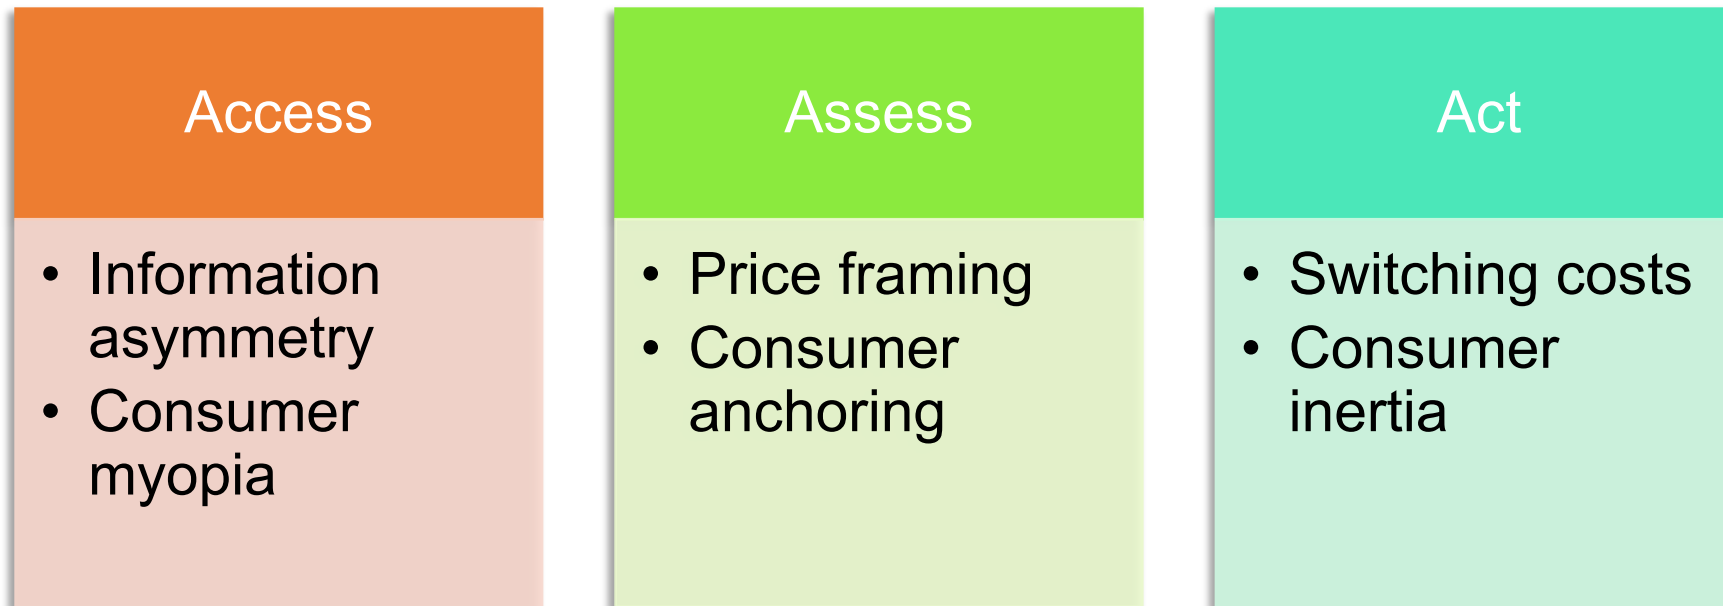 Access
• Information
asymmetry
• Consumer
myopia
Assess
• Price framing
• Consumer
anchoring
Act
• Switching costs
• Consumer
inertia